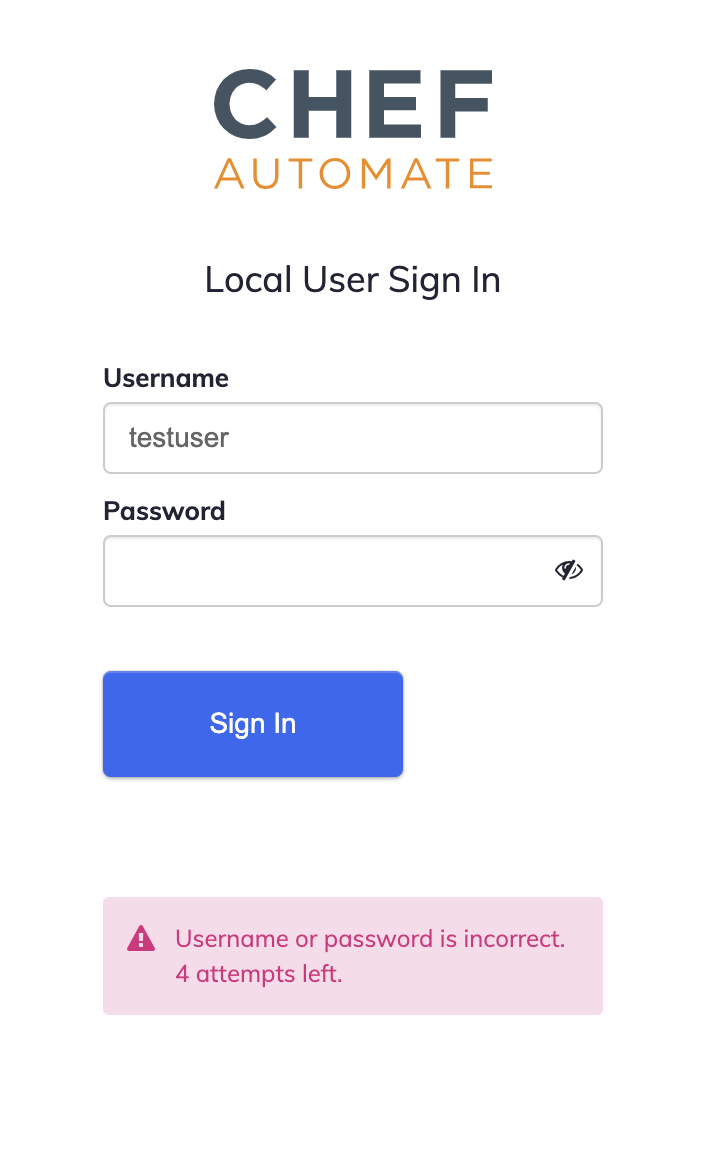 CHEF
AUTOMATE
Local User Sign In
Username
testuser
Password
Sign In
Username or password is incorrect.
4 attempts left.